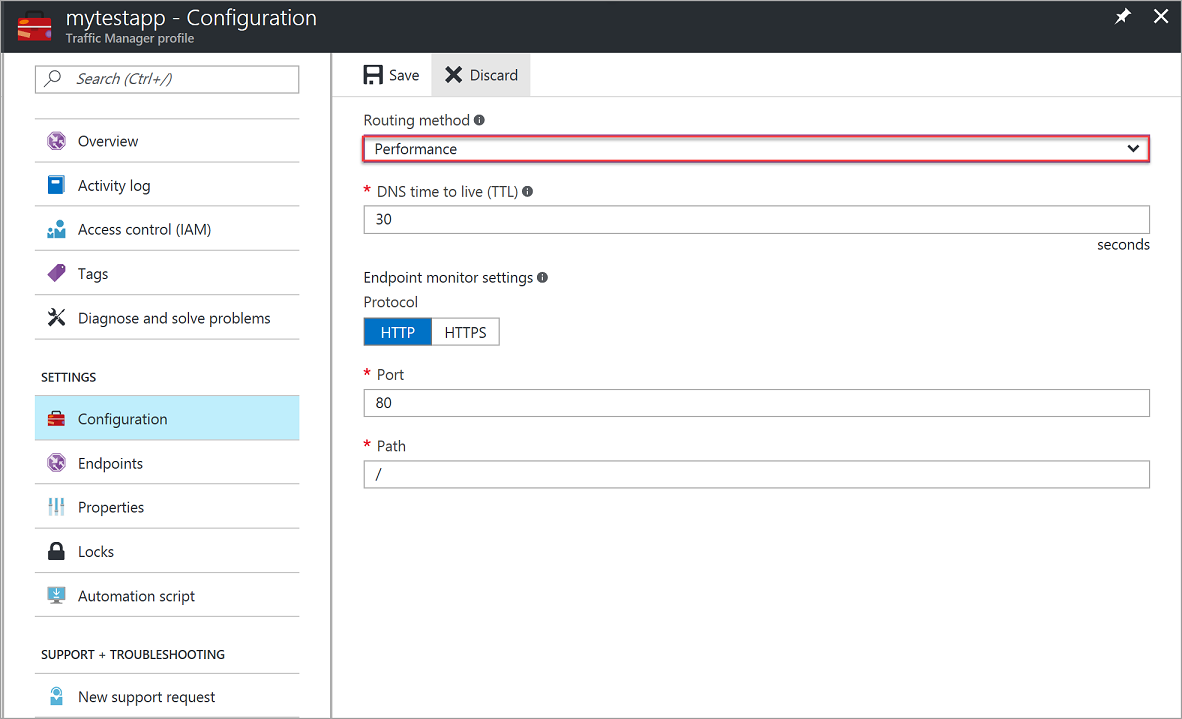 mytestapp - Configuration
Traffic Manager profile
Search (Ctrl+/)
Overview
Activity log
Access control (IAM)
Tags
Diagnose and solve problems
SETTINGS
Configuration
Endpoints
Properties
Locks
Automation script
SUPPORT + TROUBLESHOOTING
New support request
Save Discard
Routing method
Performance
* DNS time to live (TTL)
30
seconds
Endpoint monitor settings
Protocol
HTTP HTTPS
* Port
80
* Path
/